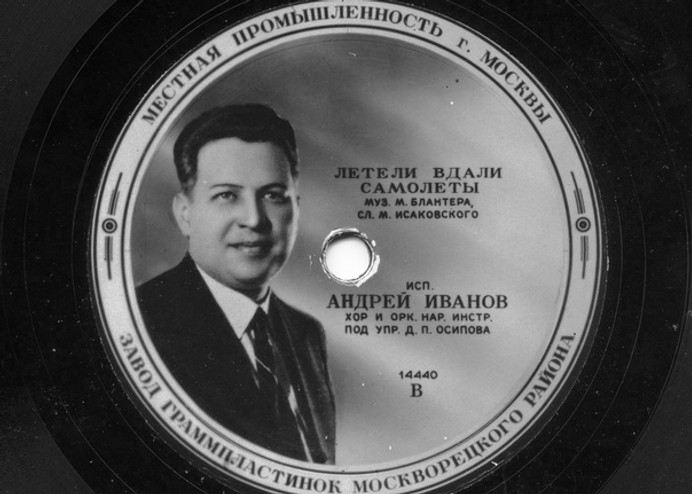 МЕСТНАЯ ПРОМЫШЛЕННОСТЬ г. МОСКВЫ
ЛЕТЕЛИ ВДАЛИ
САМОЛЕТЫ
МУЗ. М. БЛАНТЕРА,
СЛ. М. ИСАКОВСКОГО
ИСП.
АНДРЕЙ ИВАНОВ
ХОР И ОРК. НАР. ИНСТР.
ПОД УПР. Д. П. ОСИПОВА
14440
В
ЗАВОД ГРАММПЛАСТИНОК МОСКВОРЕЦКОГО РАЙОНА.